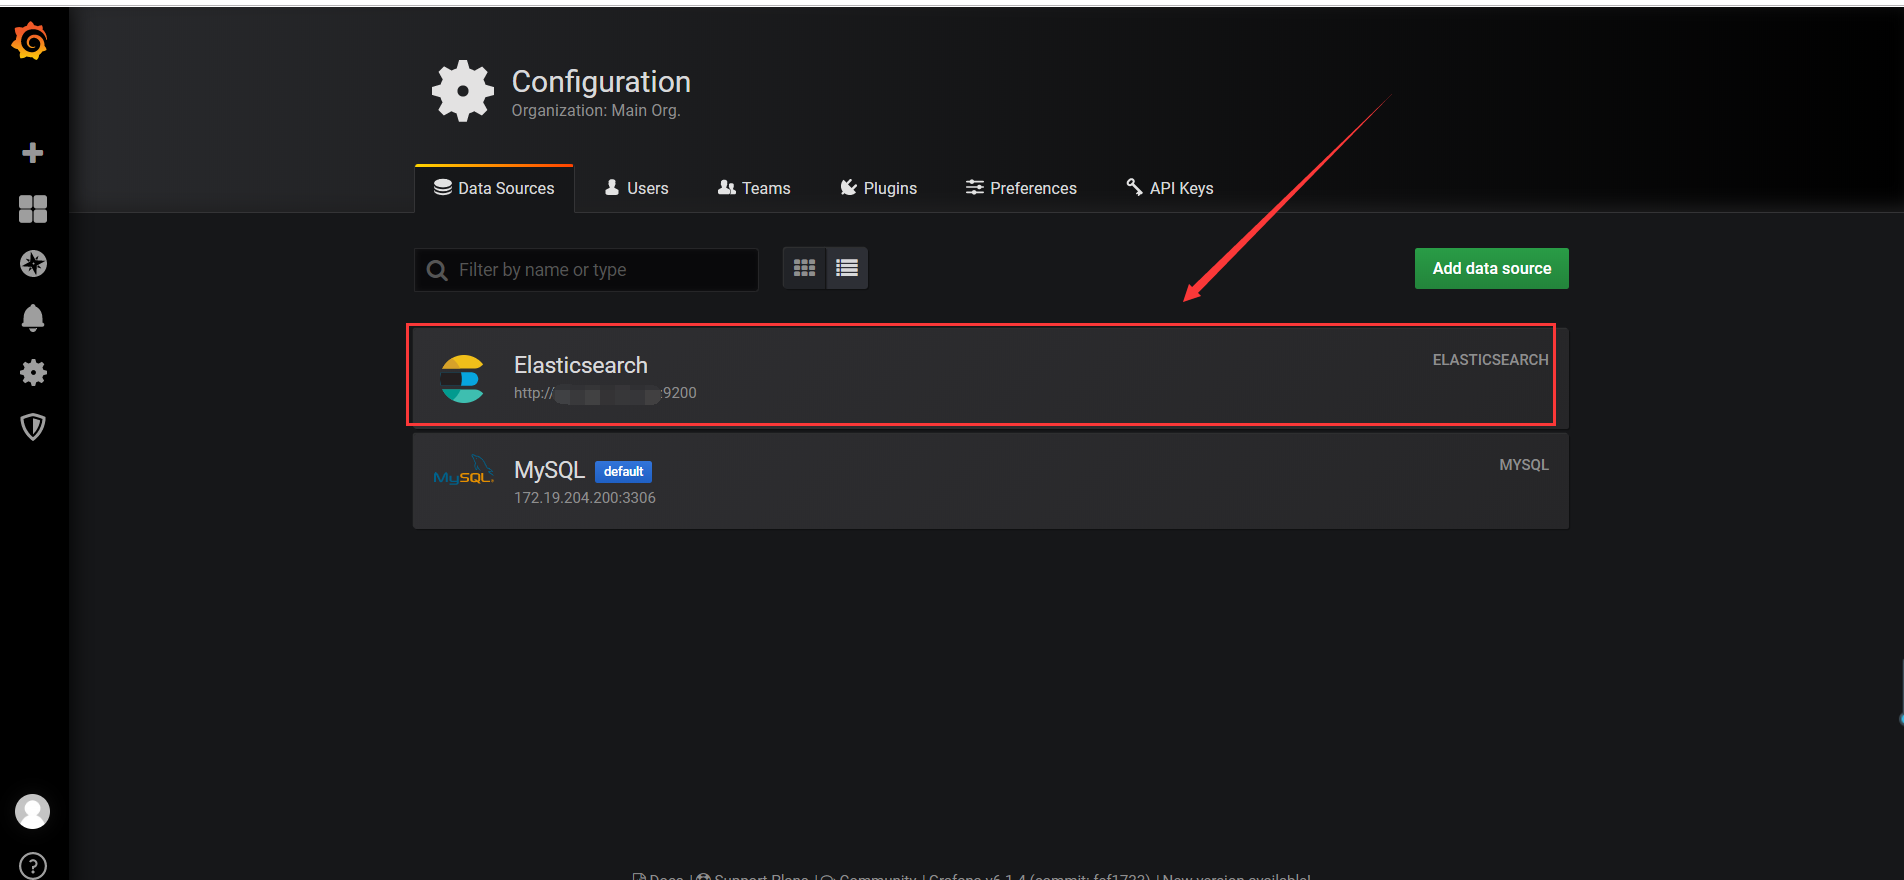 Configuration
Organization: Main Org.
Data Sources Users Teams Plugins Preferences API Keys
Filter by name or type
Add data source
Elasticsearch
ELASTICSEARCH
http:// :9200
MySQL default
MYSQL
MySQL
172.19.204.200:3306
Docs | Support Plans | Community | Grafana v6.1.4 (commit: fef1733) | New version available!